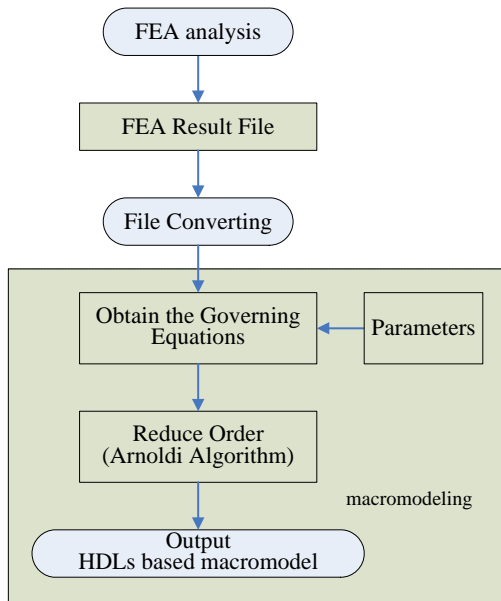 FEA analysis
FEA Result File
File Converting
Obtain the Governing
Equations
Parameters
Reduce Order
(Arnoldi Algorithm)
macromodeling
Output
HDLs based macromodel